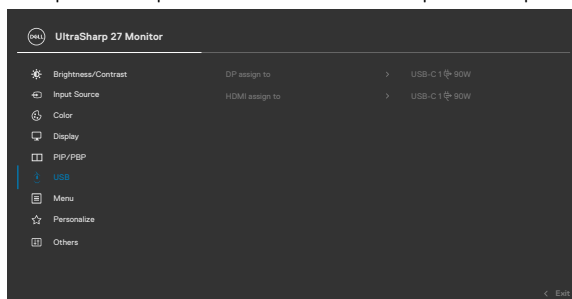 DELL UltraSharp 27 Monitor
Brightness/Contrast DP assign to > USB-C 1 90W
Input Source HDMI assign to > USB-C 1 90W
Color
Display
PIP/PBP
USB
Menu
Personalize
Others
< Exit